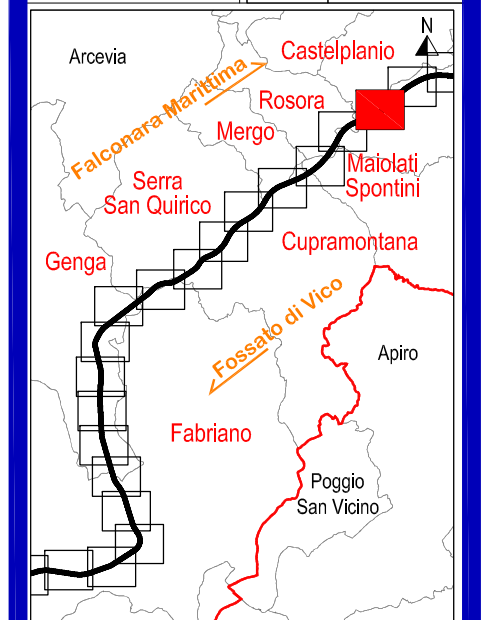 N
Castelplanio
Arcevia
Falconara Marittima
Rosora
Mergo
Maiolati
Spontini
Serra
San Quirico
Cupramontana
Genga
Fossato di Vico
Apiro
Fabriano
Poggio
San Vicino